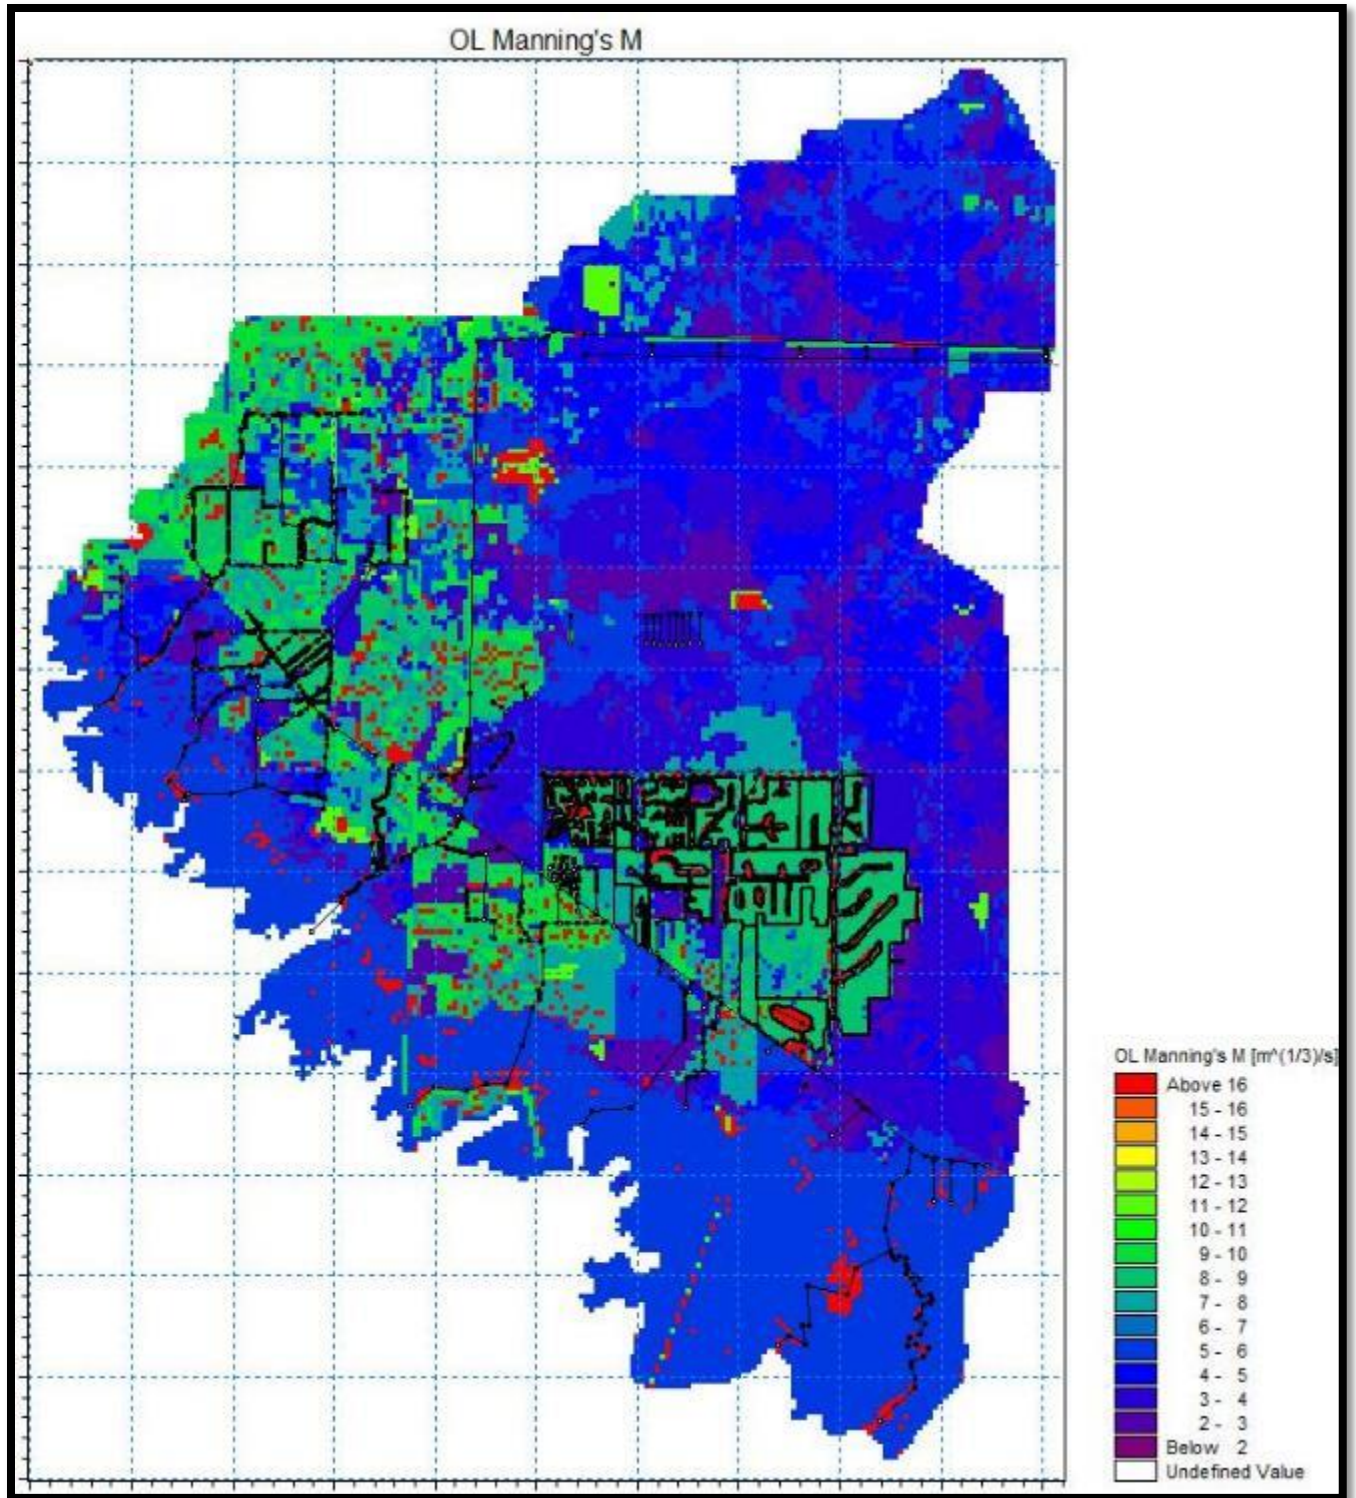 OL Manning's M
OL Manning's M [m^(1/3)/s]
Above 16
15 - 16
14 - 15
13 - 14
12 - 13
11 - 12
10 - 11
9 - 10
8 - 9
7 - 8
6 - 7
5 - 6
4 - 5
3 - 4
2 - 3
Below 2
Undefined Value